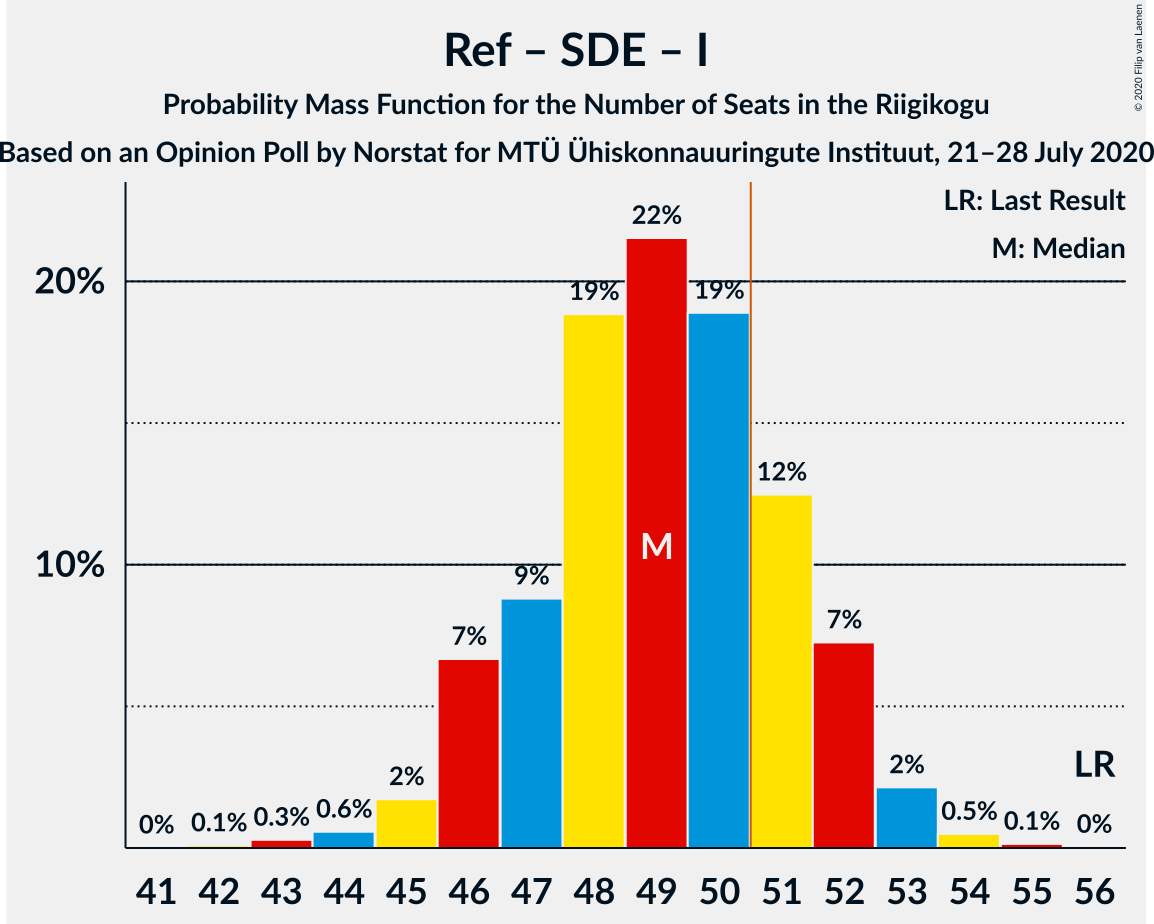 Ref – SDE – I
Probability Mass Function for the Number of Seats in the Riigikogu
Based on an Opinion Poll by Norstat for MTÜ Ühiskonnauuringute Instituut, 21–28 July 2020
© 2020 Filip van Laenen
LR: Last Result
M: Median
22%
20%
19%
19%
12%
M
10%
9%
7%
7%
2%
2%
LR
0%
0.1%
0.3%
0.6%
0.5%
0.1%
0%
41 42 43 44 45 46 47 48 49 50 51 52 53 54 55 56